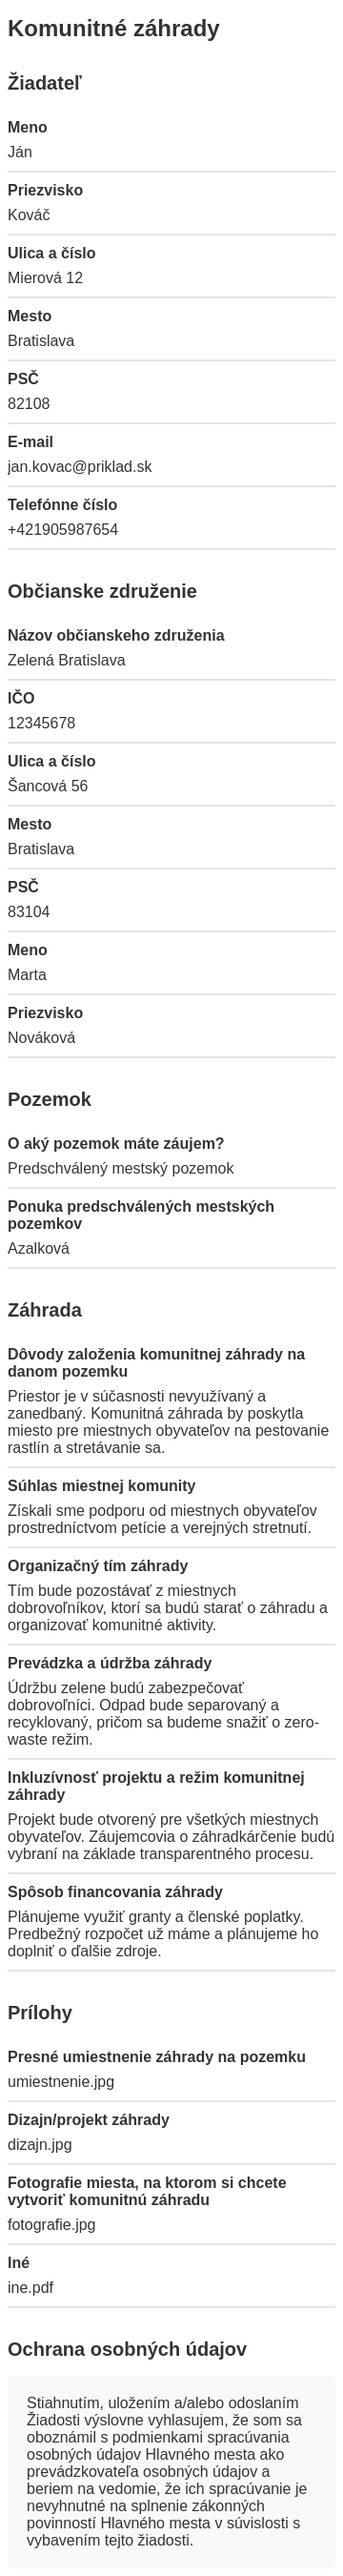 Komunitné záhrady
Žiadateľ
Meno
Ján
Priezvisko
Kováč
Ulica a číslo
Mierová 12
Mesto
Bratislava
PSČ
82108
E-mail
jan.kovac@priklad.sk
Telefónne číslo
+421905987654
Občianske združenie
Názov občianskeho združenia
Zelená Bratislava
IČO
12345678
Ulica a číslo
Šancová 56
Mesto
Bratislava
PSČ
83104
Meno
Marta
Priezvisko
Nováková
Pozemok
O aký pozemok máte záujem?
Predschválený mestský pozemok
Ponuka predschválených mestských
pozemkov
Azalková
Záhrada
Dôvody založenia komunitnej záhrady na
danom pozemku
Priestor je v súčasnosti nevyužívaný a
zanedbaný. Komunitná záhrada by poskytla
miesto pre miestnych obyvateľov na pestovanie
rastlín a stretávanie sa.
Súhlas miestnej komunity
Získali sme podporu od miestnych obyvateľov
prostredníctvom petície a verejných stretnutí.
Organizačný tím záhrady
Tím bude pozostávať z miestnych
dobrovoľníkov, ktorí sa budú starať o záhradu a
organizovať komunitné aktivity.
Prevádzka a údržba záhrady
Údržbu zelene budú zabezpečovať
dobrovoľníci. Odpad bude separovaný a
recyklovaný, pričom sa budeme snažiť o zero-
waste režim.
Inkluzívnosť projektu a režim komunitnej
záhrady
Projekt bude otvorený pre všetkých miestnych
obyvateľov. Záujemcovia o záhradkárčenie budú
vybraní na základe transparentného procesu.
Spôsob financovania záhrady
Plánujeme využiť granty a členské poplatky.
Predbežný rozpočet už máme a plánujeme ho
doplniť o ďalšie zdroje.
Prílohy
Presné umiestnenie záhrady na pozemku
umiestnenie.jpg
Dizajn/projekt záhrady
dizajn.jpg
Fotografie miesta, na ktorom si chcete
vytvoriť komunitnú záhradu
fotografie.jpg
Iné
ine.pdf
Ochrana osobných údajov
Stiahnutím, uložením a/alebo odoslaním
Žiadosti výslovne vyhlasujem, že som sa
oboznámil s podmienkami spracúvania
osobných údajov Hlavného mesta ako
prevádzkovateľa osobných údajov a
beriem na vedomie, že ich spracúvanie je
nevyhnutné na splnenie zákonných
povinností Hlavného mesta v súvislosti s
vybavením tejto žiadosti.